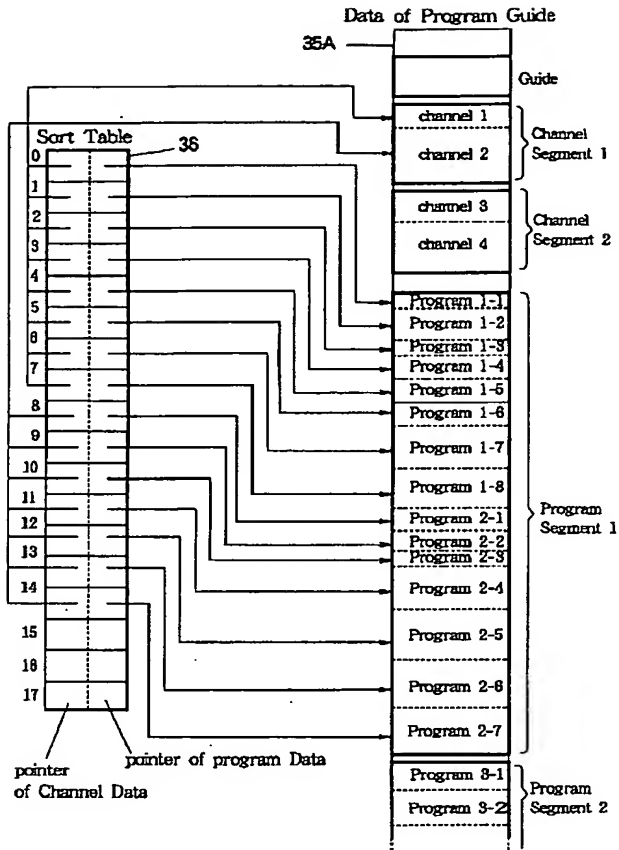 Data of Program Guide
35A
Guide
channel 1
channel 2
Channel
Segment 1
channel 3
channel 4
Channel
Segment 2
Sort Table
36
0
1
2
3
4
5
6
7
8
9
10
11
12
13
14
15
16
17
pointer
of Channel Data
pointer of program Data
Program 1-1
Program 1-2
Program 1-3
Program 1-4
Program 1-5
Program 1-6
Program 1-7
Program 1-8
Program 2-1
Program 2-2
Program 2-3
Program 2-4
Program 2-5
Program 2-6
Program 2-7
Program
Segment 1
Program 3-1
Program 3-2
Program
Segment 2